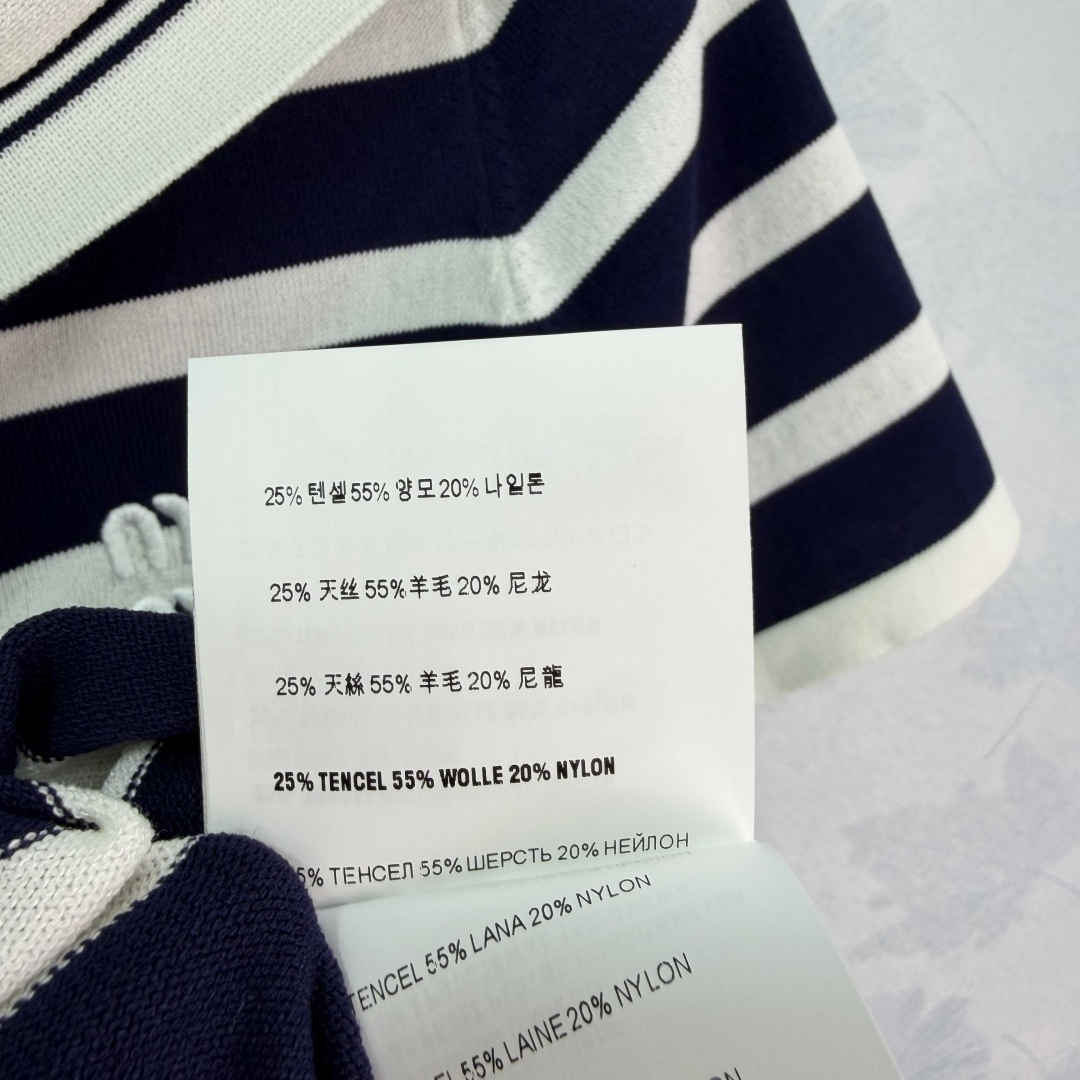 25% 텐셀 55% 양모 20% 나일론
25% 天丝 55% 羊毛 20% 尼龙
25% 天絲 55% 羊毛 20% 尼龍
25% TENCEL 55% WOLLE 20% NYLON
5% ТЕНСЕЛ 55% ШЕРСТЬ 20% НЕЙЛОН
TENCEL 55% LANA 20% NYLON
EL 55% LAINE 20% NYLON
ON